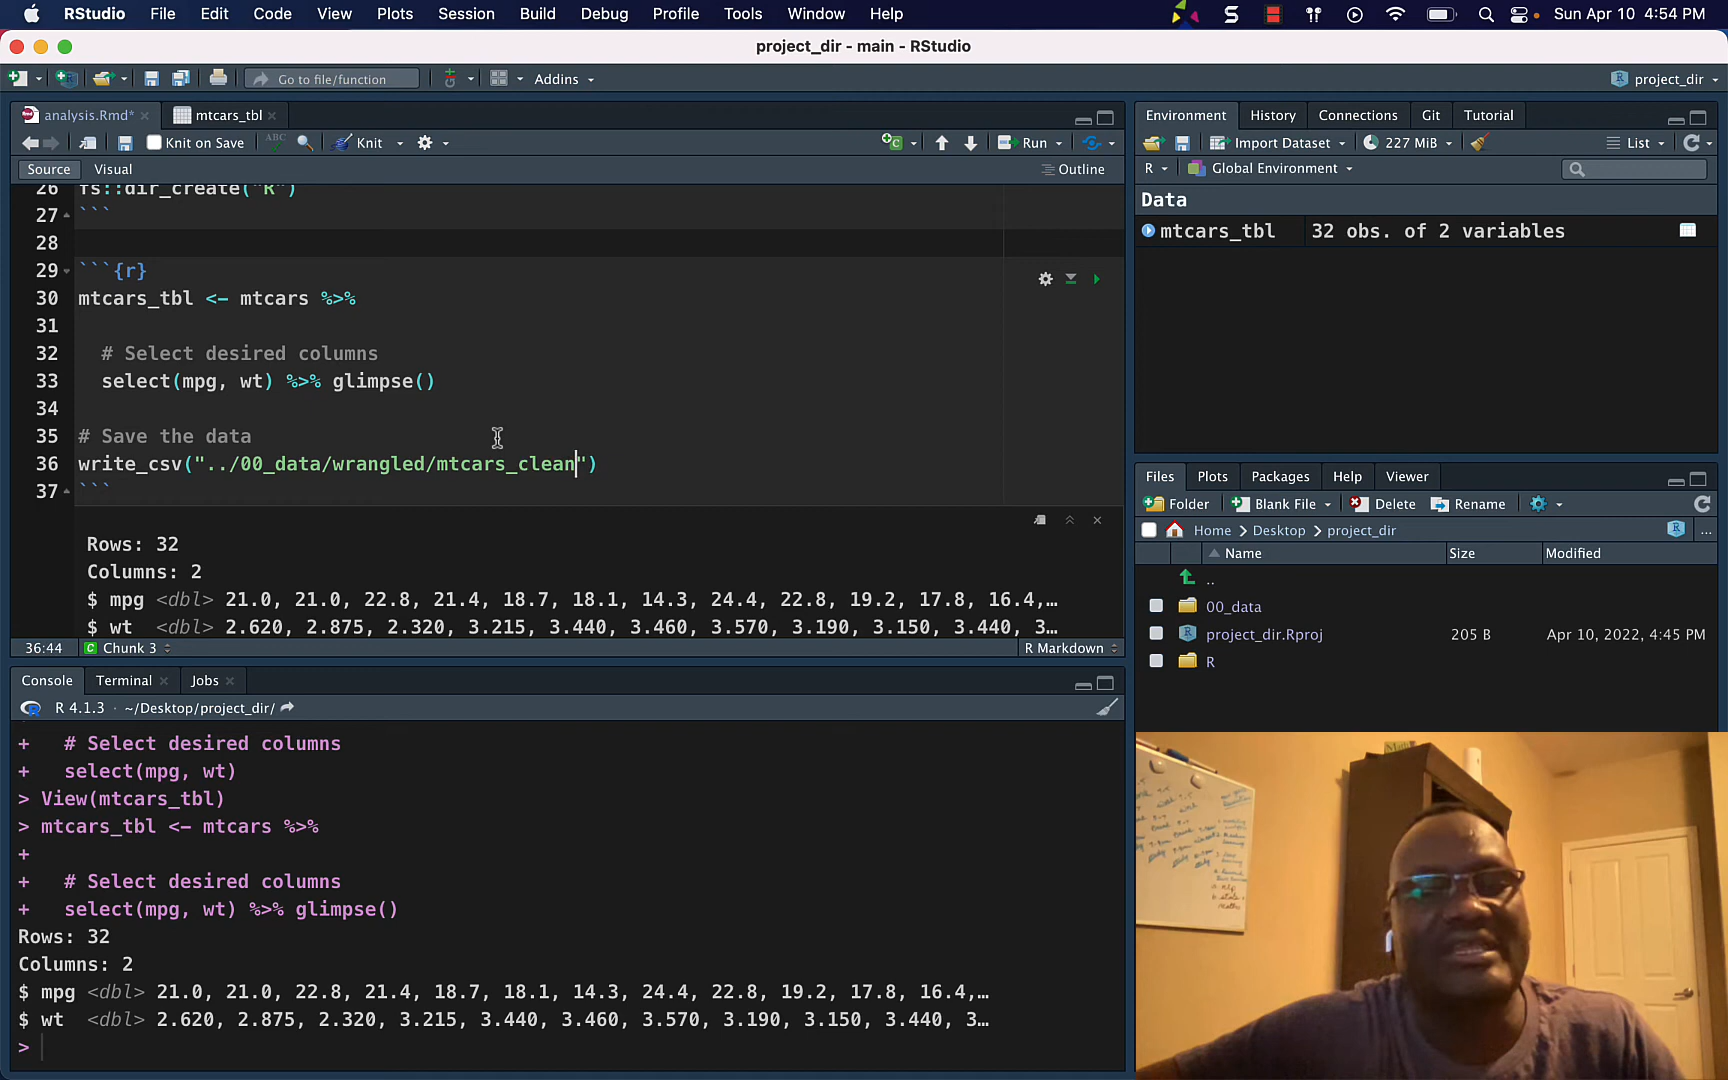 RStudio File Edit Code View Plots Session Build Debug Profile Tools Window Help Sun Apr 10 4:54 PM
project_dir - main - RStudio
Go to file/function Addins project_dir
analysis.Rmd* mtcars_tbl
Knit on Save ABC Knit Run
Source Visual Outline
26 fs::dir_create("R")
27 ```
28
29 ```{r}
30 mtcars_tbl <- mtcars %>%
31
32 # Select desired columns
33 select(mpg, wt) %>% glimpse()
34
35 # Save the data
36 write_csv("../00_data/wrangled/mtcars_clean")
37 ```
Rows: 32
Columns: 2
$ mpg <dbl> 21.0, 21.0, 22.8, 21.4, 18.7, 18.1, 14.3, 24.4, 22.8, 19.2, 17.8, 16.4,…
$ wt <dbl> 2.620, 2.875, 2.320, 3.215, 3.440, 3.460, 3.570, 3.190, 3.150, 3.440, 3…
36:44 C Chunk 3 R Markdown
Console Terminal Jobs
R 4.1.3 · ~/Desktop/project_dir/
+ # Select desired columns
+ select(mpg, wt)
> View(mtcars_tbl)
> mtcars_tbl <- mtcars %>%
+
+ # Select desired columns
+ select(mpg, wt) %>% glimpse()
Rows: 32
Columns: 2
$ mpg <dbl> 21.0, 21.0, 22.8, 21.4, 18.7, 18.1, 14.3, 24.4, 22.8, 19.2, 17.8, 16.4,…
$ wt <dbl> 2.620, 2.875, 2.320, 3.215, 3.440, 3.460, 3.570, 3.190, 3.150, 3.440, 3…
>
Environment History Connections Git Tutorial
Import Dataset 227 MiB List
R Global Environment
Data
mtcars_tbl 32 obs. of 2 variables
Files Plots Packages Help Viewer
Folder Blank File Delete Rename
Home > Desktop > project_dir ...
Name Size Modified
..
00_data
project_dir.Rproj 205 B Apr 10, 2022, 4:45 PM
R